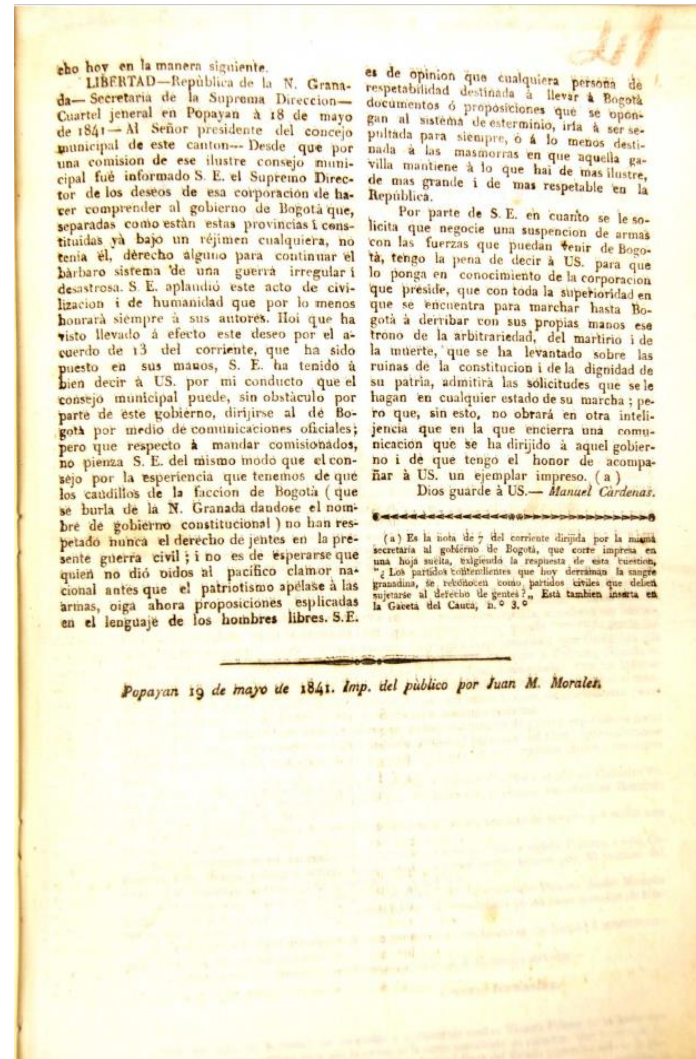 cho hoy en la manera siguiente.
LIBERTAD—Repùblica de la N. Grana-
da—Secretaria de la Suprema Direccion—
Cuartel jeneral en Popayan à 18 de mayo
de 1841—Al Señor presidente del concejo
municipal de este canton—Desde que por
una comision de ese ilustre consejo muni-
cipal fué informado S. E. el Supremo Direc-
tor de los deseos de esa corporacion de ha-
cer comprender al gobierno de Bogotà que,
separadas como estàn estas provincias i cons-
tituidas yà bajo un réjimen cualquiera, no
tenia él, derecho alguno para continuar el
bàrbaro sistema de una guerra irregular i
desastrosa. S. E. aplaudió este acto de civi-
lizacion i de humanidad que por lo menos
honrarà siempre à sus autores. Hoi que ha
visto llevado à efecto este deseo por el a-
cuerdo de 13 del corriente, que ha sido
puesto en sus manos, S. E. ha tenido à
bien decir à US. por mi conducto que el
consejo municipal puede, sin obstàculo por
parte de este gobierno, dirijirse al de Bo-
gotà por medio de comunicaciones oficiales;
pero que respecto à mandar comisionados,
no pienza S. E. del mismo modo que el con-
sejo por la esperiencia que tenemos de que
los caudillos de la faccion de Bogotà (que
se burla de la N. Granada dandose el nom-
bre de gobierno constitucional) no han res-
petado nunca el derecho de jentes en la pre-
sente guerra civil; i no es de esperarse que
quien no dió oidos al pacifico clamor na-
cional antes que el patriotismo apelase à las
armas, oiga ahora proposiciones esplicadas
en el lenguaje de los hombres libres. S.E.
es de opinion que cualquiera persona de
respetabilidad destinada à llevar à Bogotà
documentos ó proposiciones que se opon-
gan al sistema de esterminio, iria à ser se-
pultada para siempre, ó à lo menos desti-
nada à las masmorras en que aquella ga-
villa mantiene à lo que hai de mas ilustre,
de mas grande i de mas respetable en la
Repùblica.
Por parte de S. E. en cuanto se le so-
licita que negocie una suspencion de armas
con las fuerzas que puedan venir de Bogo-
tà, tengo la pena de decir à US. para que
lo ponga en conocimiento de la corporacion
que preside, que con toda la superioridad en
que se encuentra para marchar hasta Bo-
gotà à derribar con sus propias manos ese
trono de la arbitrariedad, del martirio i de
la muerte, que se ha levantado sobre las
ruinas de la constitucion i de la dignidad de
su patria, admitirà las solicitudes que se le
hagan en cualquier estado de su marcha; pe-
ro que, sin esto, no obrarà en otra inteli-
jencia que en la que encierra una comu-
nicacion que se ha dirijido à aquel gobier-
no i de que tengo el honor de acompa-
ñar à US. un ejemplar impreso. (a)
Dios guarde à US.— Manuel Càrdenas.
(a) Es la nota de 7 del corriente dirijida por la misma
secretaria al gobierno de Bogotà, que corre impresa en
una hoja suelta, exigiendo la respuesta de esta cuestion,
"¿Los partidos contendientes que hoy derraman la sangre
granadina, se reconocen como partidos civiles que deben
sujetarse al derecho de gentes?„ Està tambien inserta en
la Gaceta del Cauca, n.° 3.°
Popayan 19 de mayo de 1841. Imp. del pùblico por Juan M. Morales.